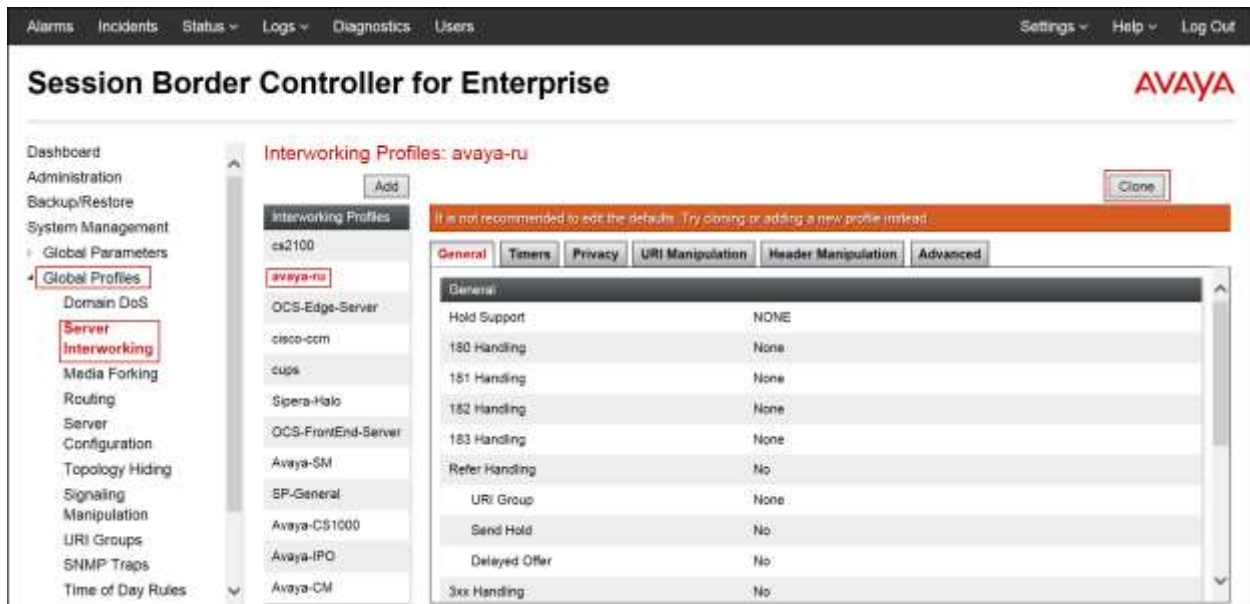 Alarms Incidents Status Logs Diagnostics Users Settings Help Log Out
Session Border Controller for Enterprise
AVAYA
Dashboard
Administration
Backup/Restore
System Management
Global Parameters
Global Profiles
Domain DoS
Server
Interworking
Media Forking
Routing
Server
Configuration
Topology Hiding
Signaling
Manipulation
URI Groups
SNMP Traps
Time of Day Rules
Interworking Profiles: avaya-ru
Add
Clone
Interworking Profiles
cs2100
avaya-ru
OCS-Edge-Server
cisco-ccm
cups
Sipera-Halo
OCS-FrontEnd-Server
Avaya-SM
SP-General
Avaya-CS1000
Avaya-IPO
Avaya-CM
It is not recommended to edit the defaults. Try cloning or adding a new profile instead.
General Timers Privacy URI Manipulation Header Manipulation Advanced
General
Hold Support NONE
180 Handling None
181 Handling None
182 Handling None
183 Handling None
Refer Handling No
URI Group None
Send Hold No
Delayed Offer No
3xx Handling No